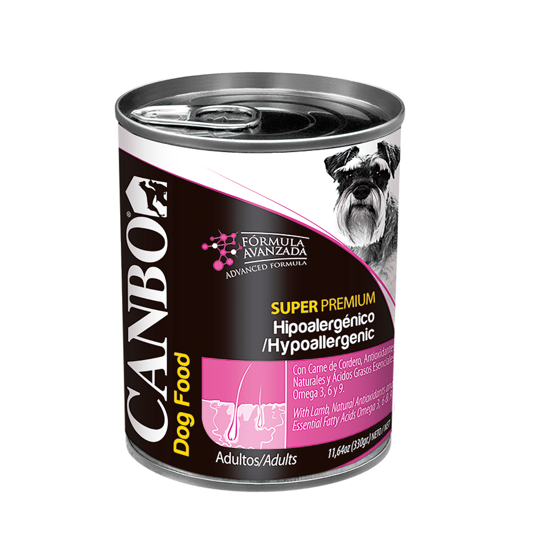 CANBO®
Dog Food
FÓRMULA
AVANZADA
ADVANCED FORMULA
SUPER PREMIUM
Hipoalergénico
/Hypoallergenic
Con Carne de Cordero, Antioxidantes
Naturales y Ácidos Grasos Esenciales
Omega 3, 6 y 9.
With Lamb, Natural Antioxidants and
Essential Fatty Acids Omega 3, 6
Adultos/Adults
11,64oz (330gr.) NETO